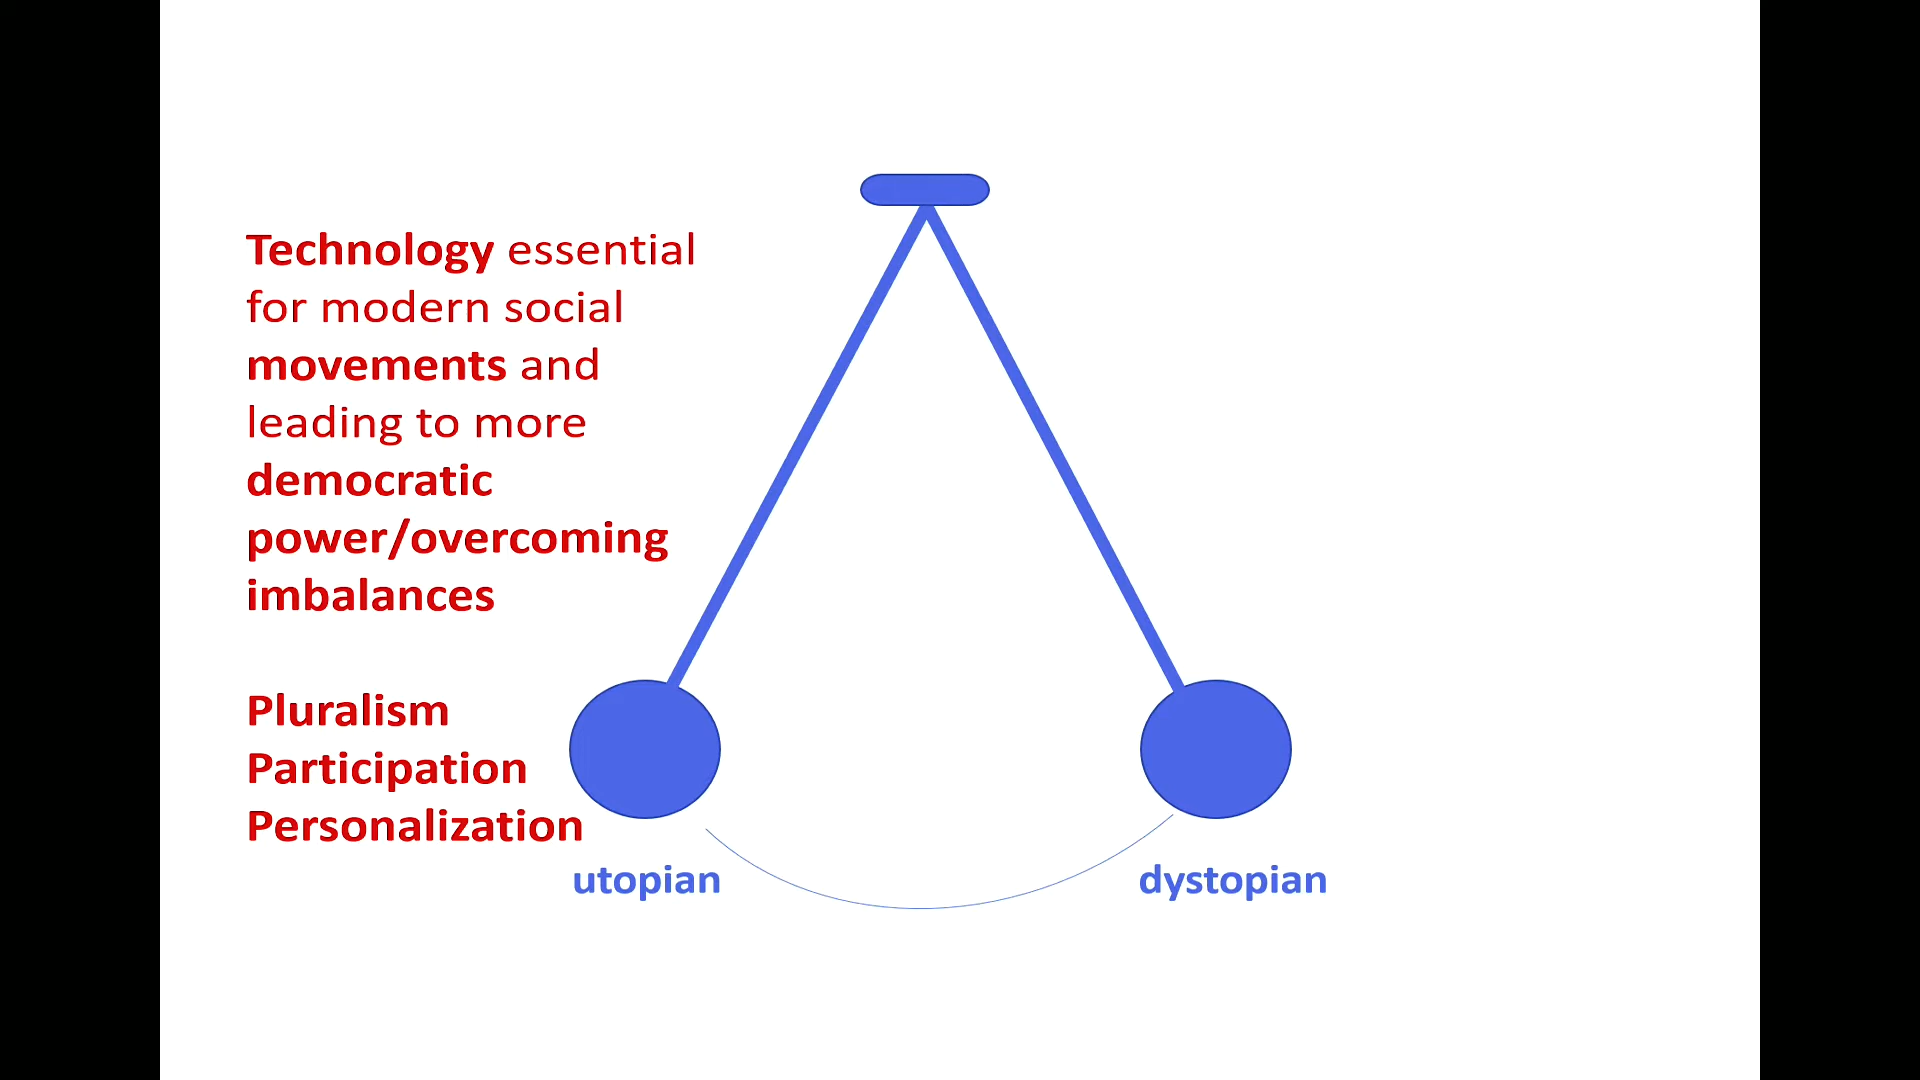 Technology essential
for modern social
movements and
leading to more
democratic
power/overcoming
imbalances
Pluralism
Participation
Personalization
utopian
dystopian